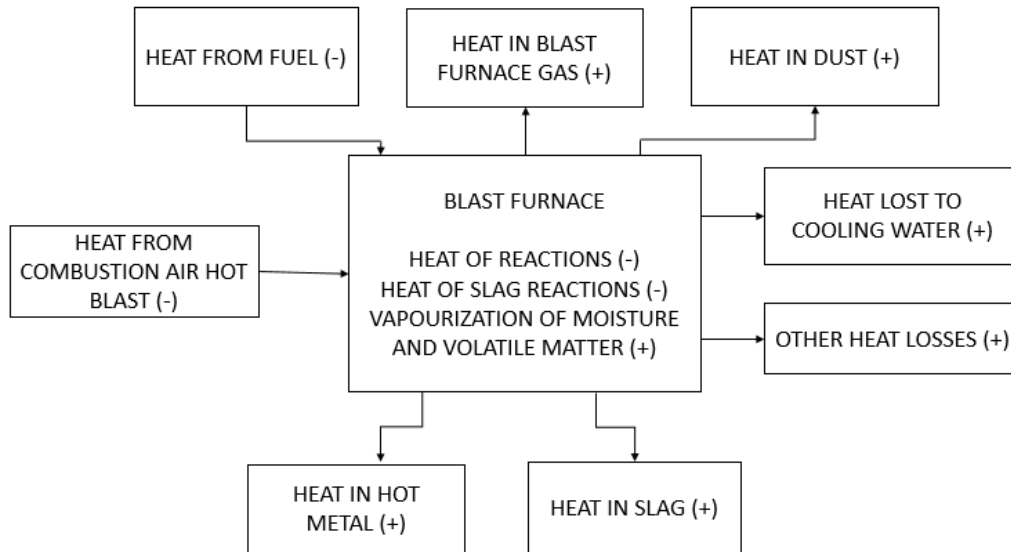 HEAT FROM FUEL (-)
HEAT IN BLAST
FURNACE GAS (+)
HEAT IN DUST (+)
BLAST FURNACE
HEAT OF REACTIONS (-)
HEAT OF SLAG REACTIONS (-)
VAPOURIZATION OF MOISTURE
AND VOLATILE MATTER (+)
HEAT FROM
COMBUSTION AIR HOT
BLAST (-)
HEAT LOST TO
COOLING WATER (+)
OTHER HEAT LOSSES (+)
HEAT IN HOT
METAL (+)
HEAT IN SLAG (+)